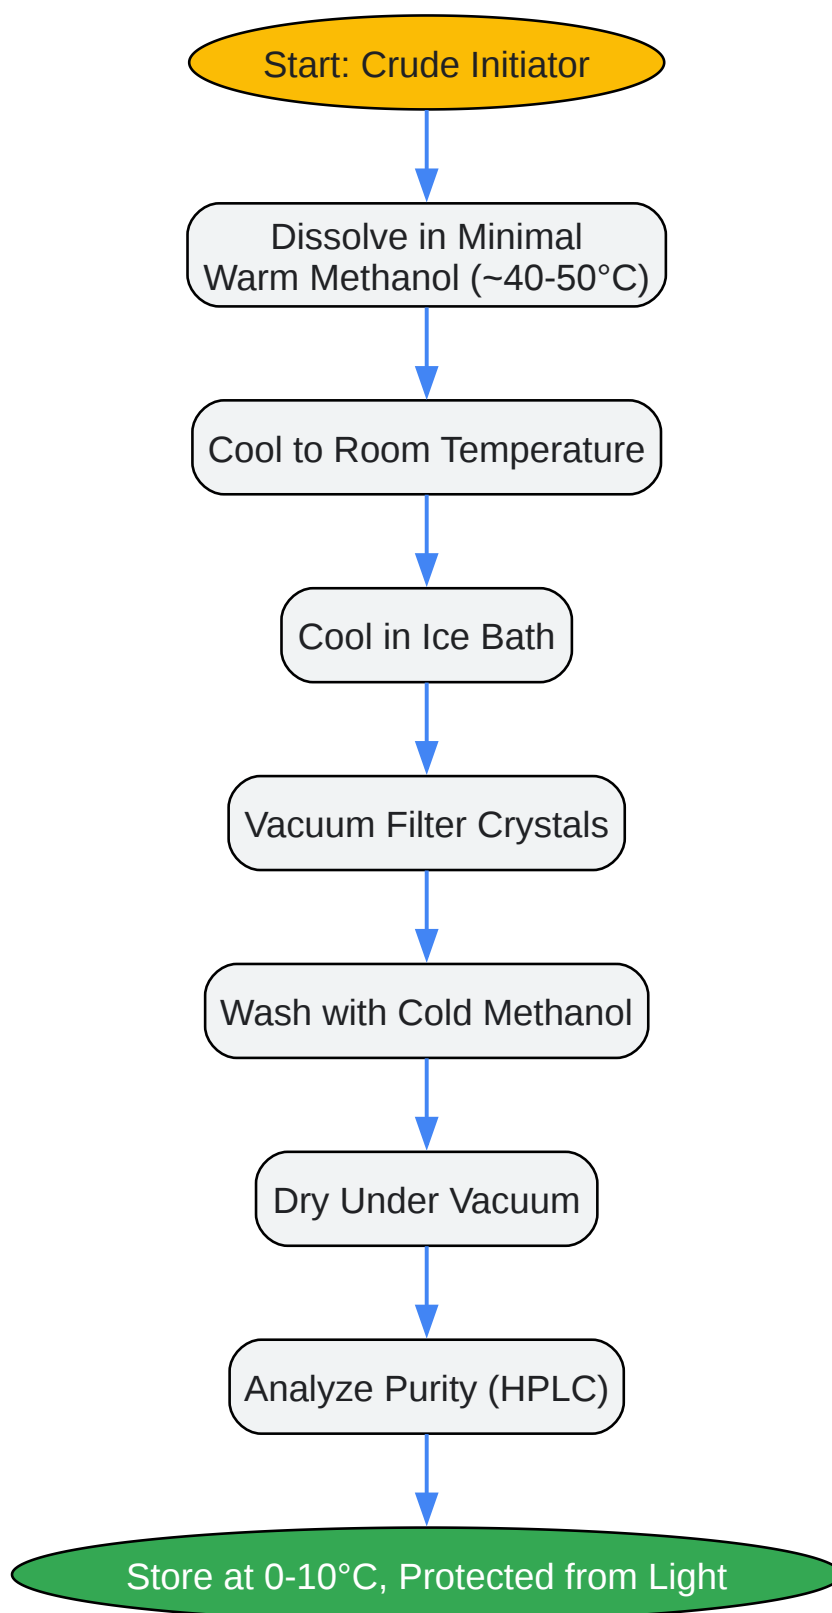 Start: Crude Initiator
Dissolve in Minimal
Warm Methanol (~40-50°C)
Cool to Room Temperature
Cool in Ice Bath
Vacuum Filter Crystals
Wash with Cold Methanol
Dry Under Vacuum
Analyze Purity (HPLC)
Store at 0-10°C, Protected from Light